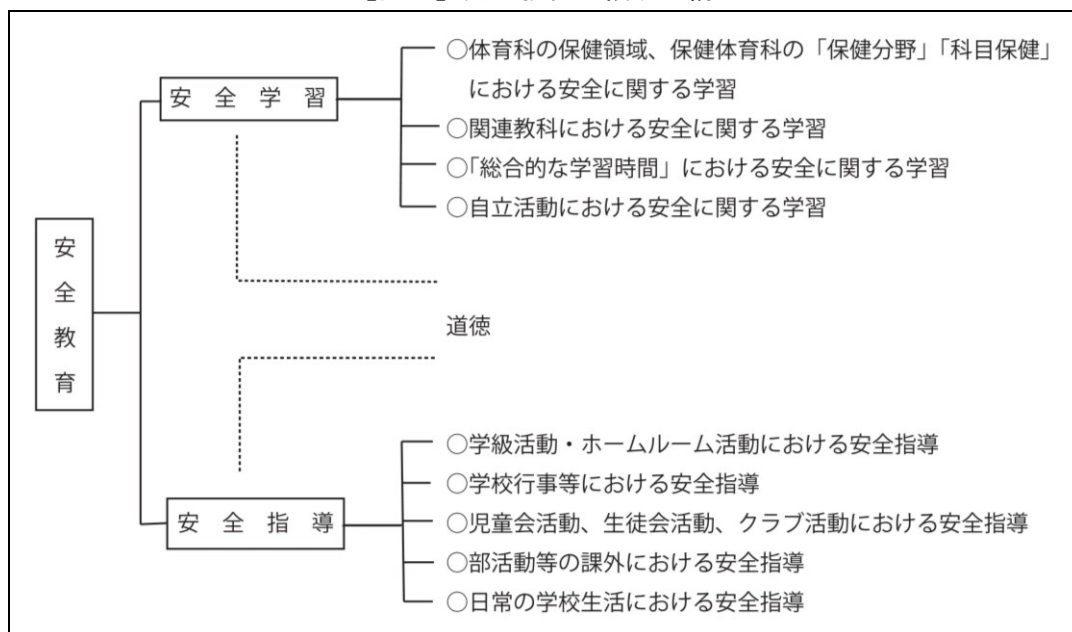 安全学習
○体育科の保健領域、保健体育科の「保健分野」「科目保健」
における安全に関する学習
○関連教科における安全に関する学習
○「総合的な学習時間」における安全に関する学習
○自立活動における安全に関する学習
安全教育
道徳
安全指導
○学級活動・ホームルーム活動における安全指導
○学校行事等における安全指導
○児童会活動、生徒会活動、クラブ活動における安全指導
○部活動等の課外における安全指導
○日常の学校生活における安全指導